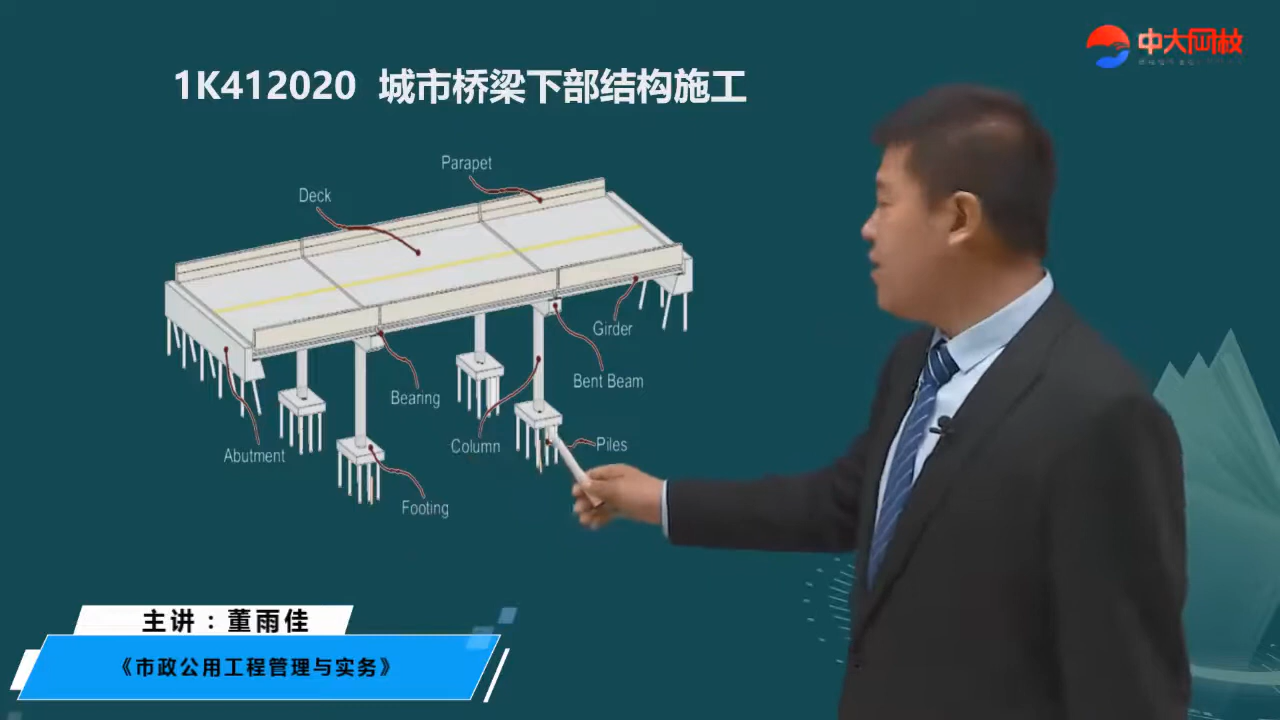 中大网校
1K412020 城市桥梁下部结构施工
Parapet
Deck
Girder
Bent Beam
Bearing
Column
Piles
Abutment
Footing
主讲：董雨佳
《市政公用工程管理与实务》